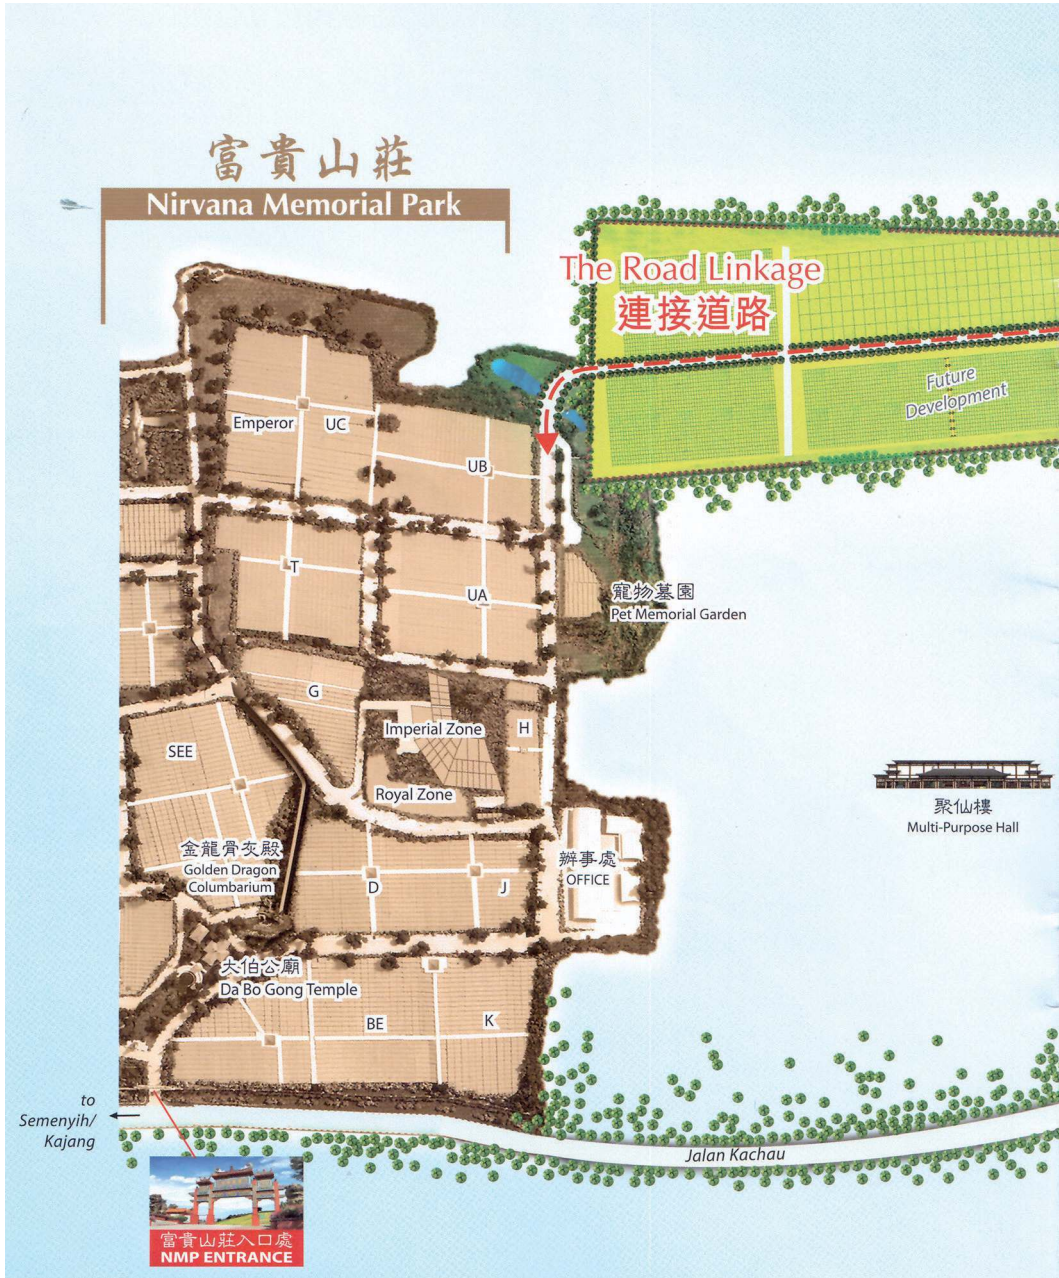 富貴山莊
Nirvana Memorial Park
The Road Linkage
連接道路
Future
Development
Emperor
UC
UB
T
UA
寵物墓園
Pet Memorial Garden
G
Imperial Zone
H
SEE
Royal Zone
聚仙樓
Multi-Purpose Hall
金龍骨灰殿
Golden Dragon
Columbarium
D
J
辦事處
OFFICE
大伯公廟
Da Bo Gong Temple
BE
K
to
Semenyih/
Kajang
Jalan Kachau
富貴山莊入口處
NMP ENTRANCE